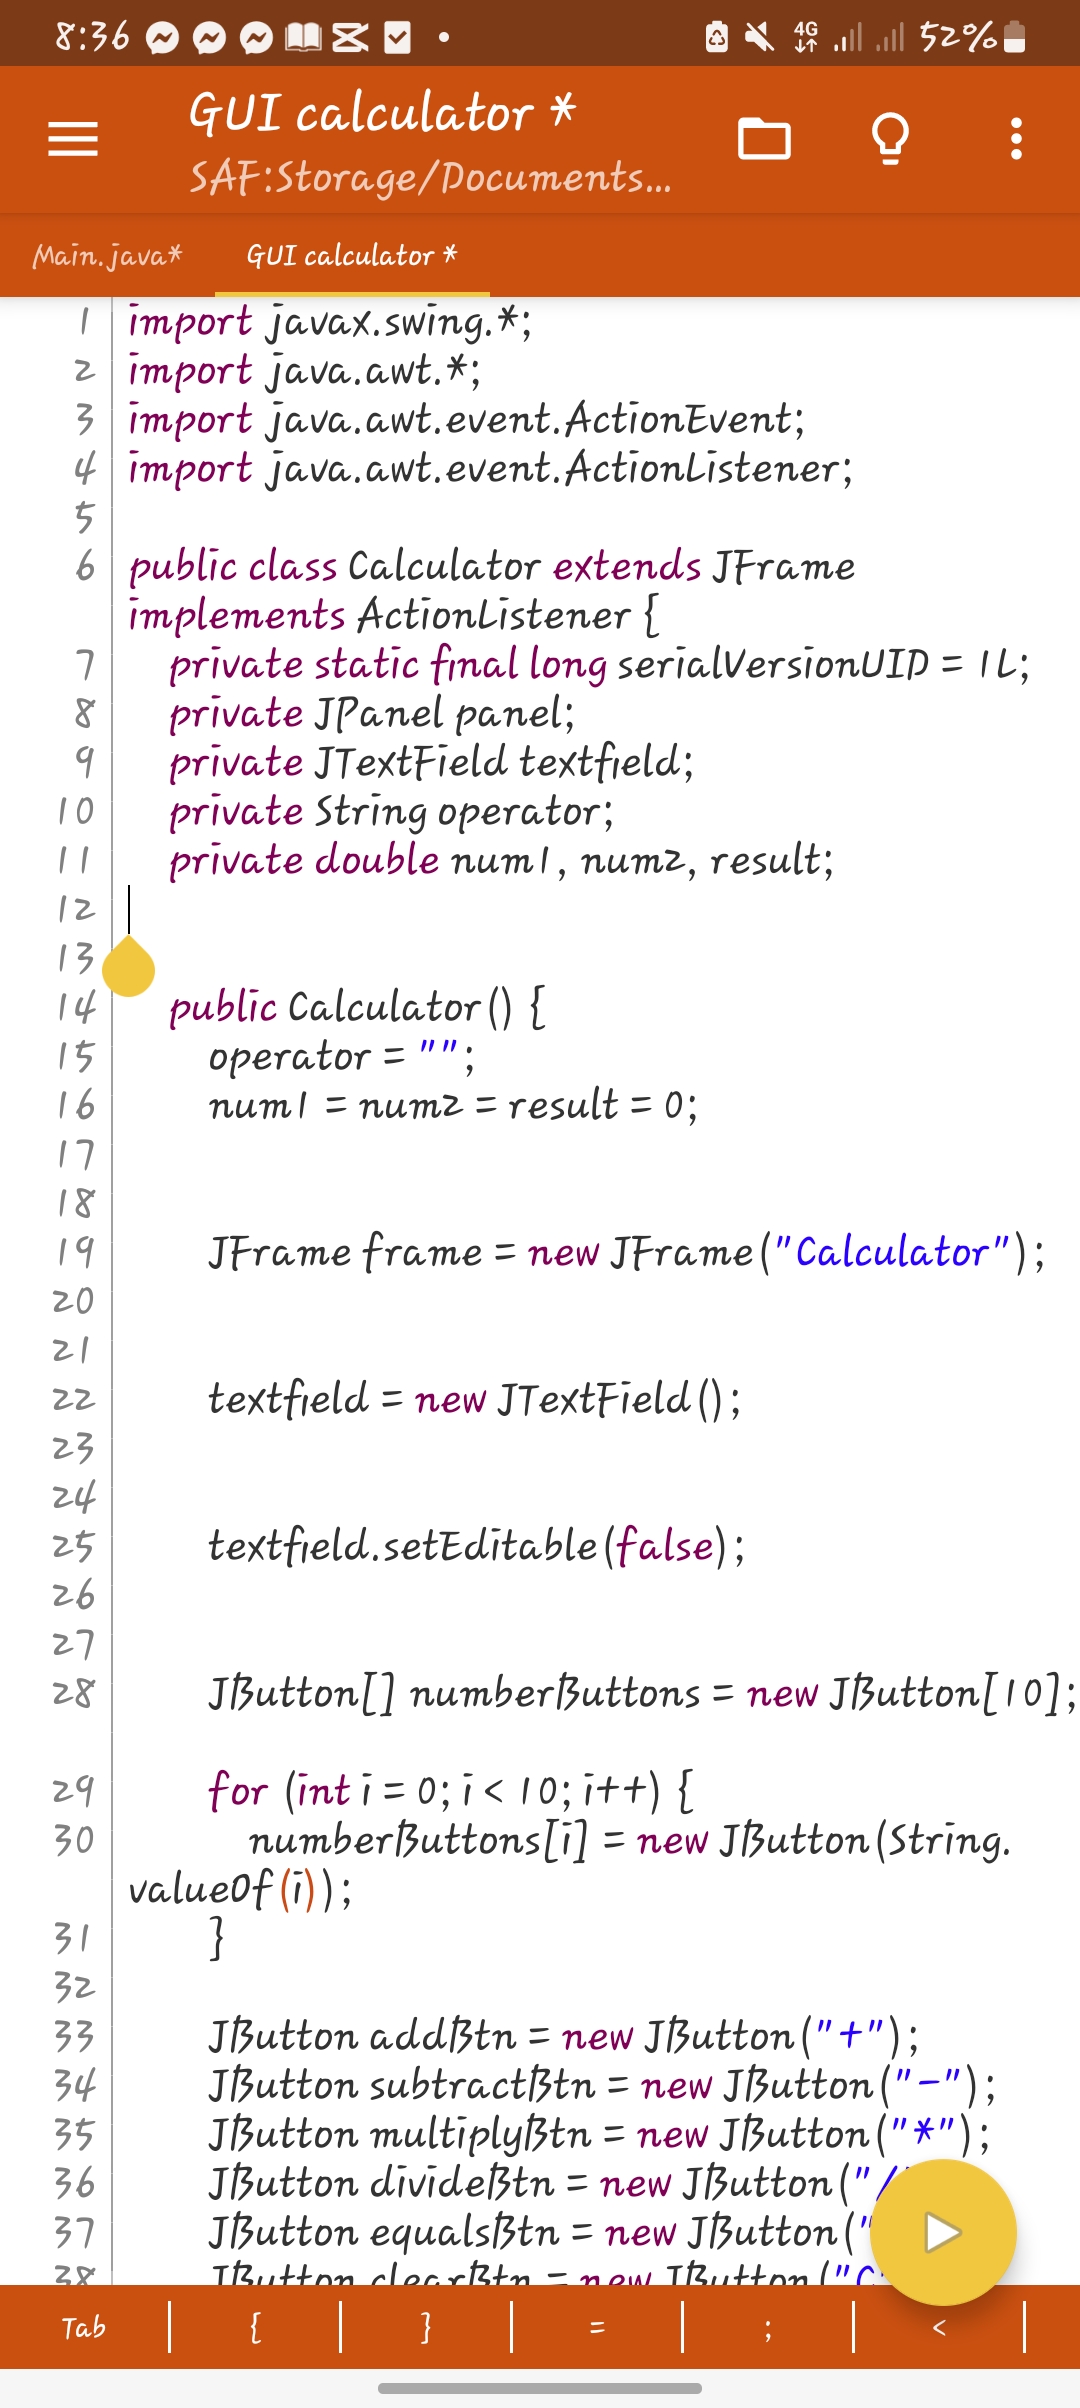 8:36 4G 52%
GUI calculator *
SAF:Storage/Documents...
Main.java* GUI calculator *
1 import javax.swing.*;
2 import java.awt.*;
3 import java.awt.event.ActionEvent;
4 import java.awt.event.ActionListener;
5
6 public class Calculator extends JFrame
implements ActionListener {
7 private static final long serialVersionUID = 1L;
8 private JPanel panel;
9 private JTextField textfield;
10 private String operator;
11 private double num1, num2, result;
12
13
14 public Calculator() {
15 operator = "";
16 num1 = num2 = result = 0;
17
18
19 JFrame frame = new JFrame("Calculator");
20
21
22 textfield = new JTextField();
23
24
25 textfield.setEditable(false);
26
27
28 JButton[] numberButtons = new JButton[10];
29 for (int i = 0; i < 10; i++) {
30 numberButtons[i] = new JButton(String.
valueOf(i));
31 }
32
33 JButton addBtn = new JButton("+");
34 JButton subtractBtn = new JButton("-");
35 JButton multiplyBtn = new JButton("*");
36 JButton divideBtn = new JButton("/
37 JButton equalsBtn = new JButton("
38 JButton clearBtn = new JButton("C
Tab { } = ; <